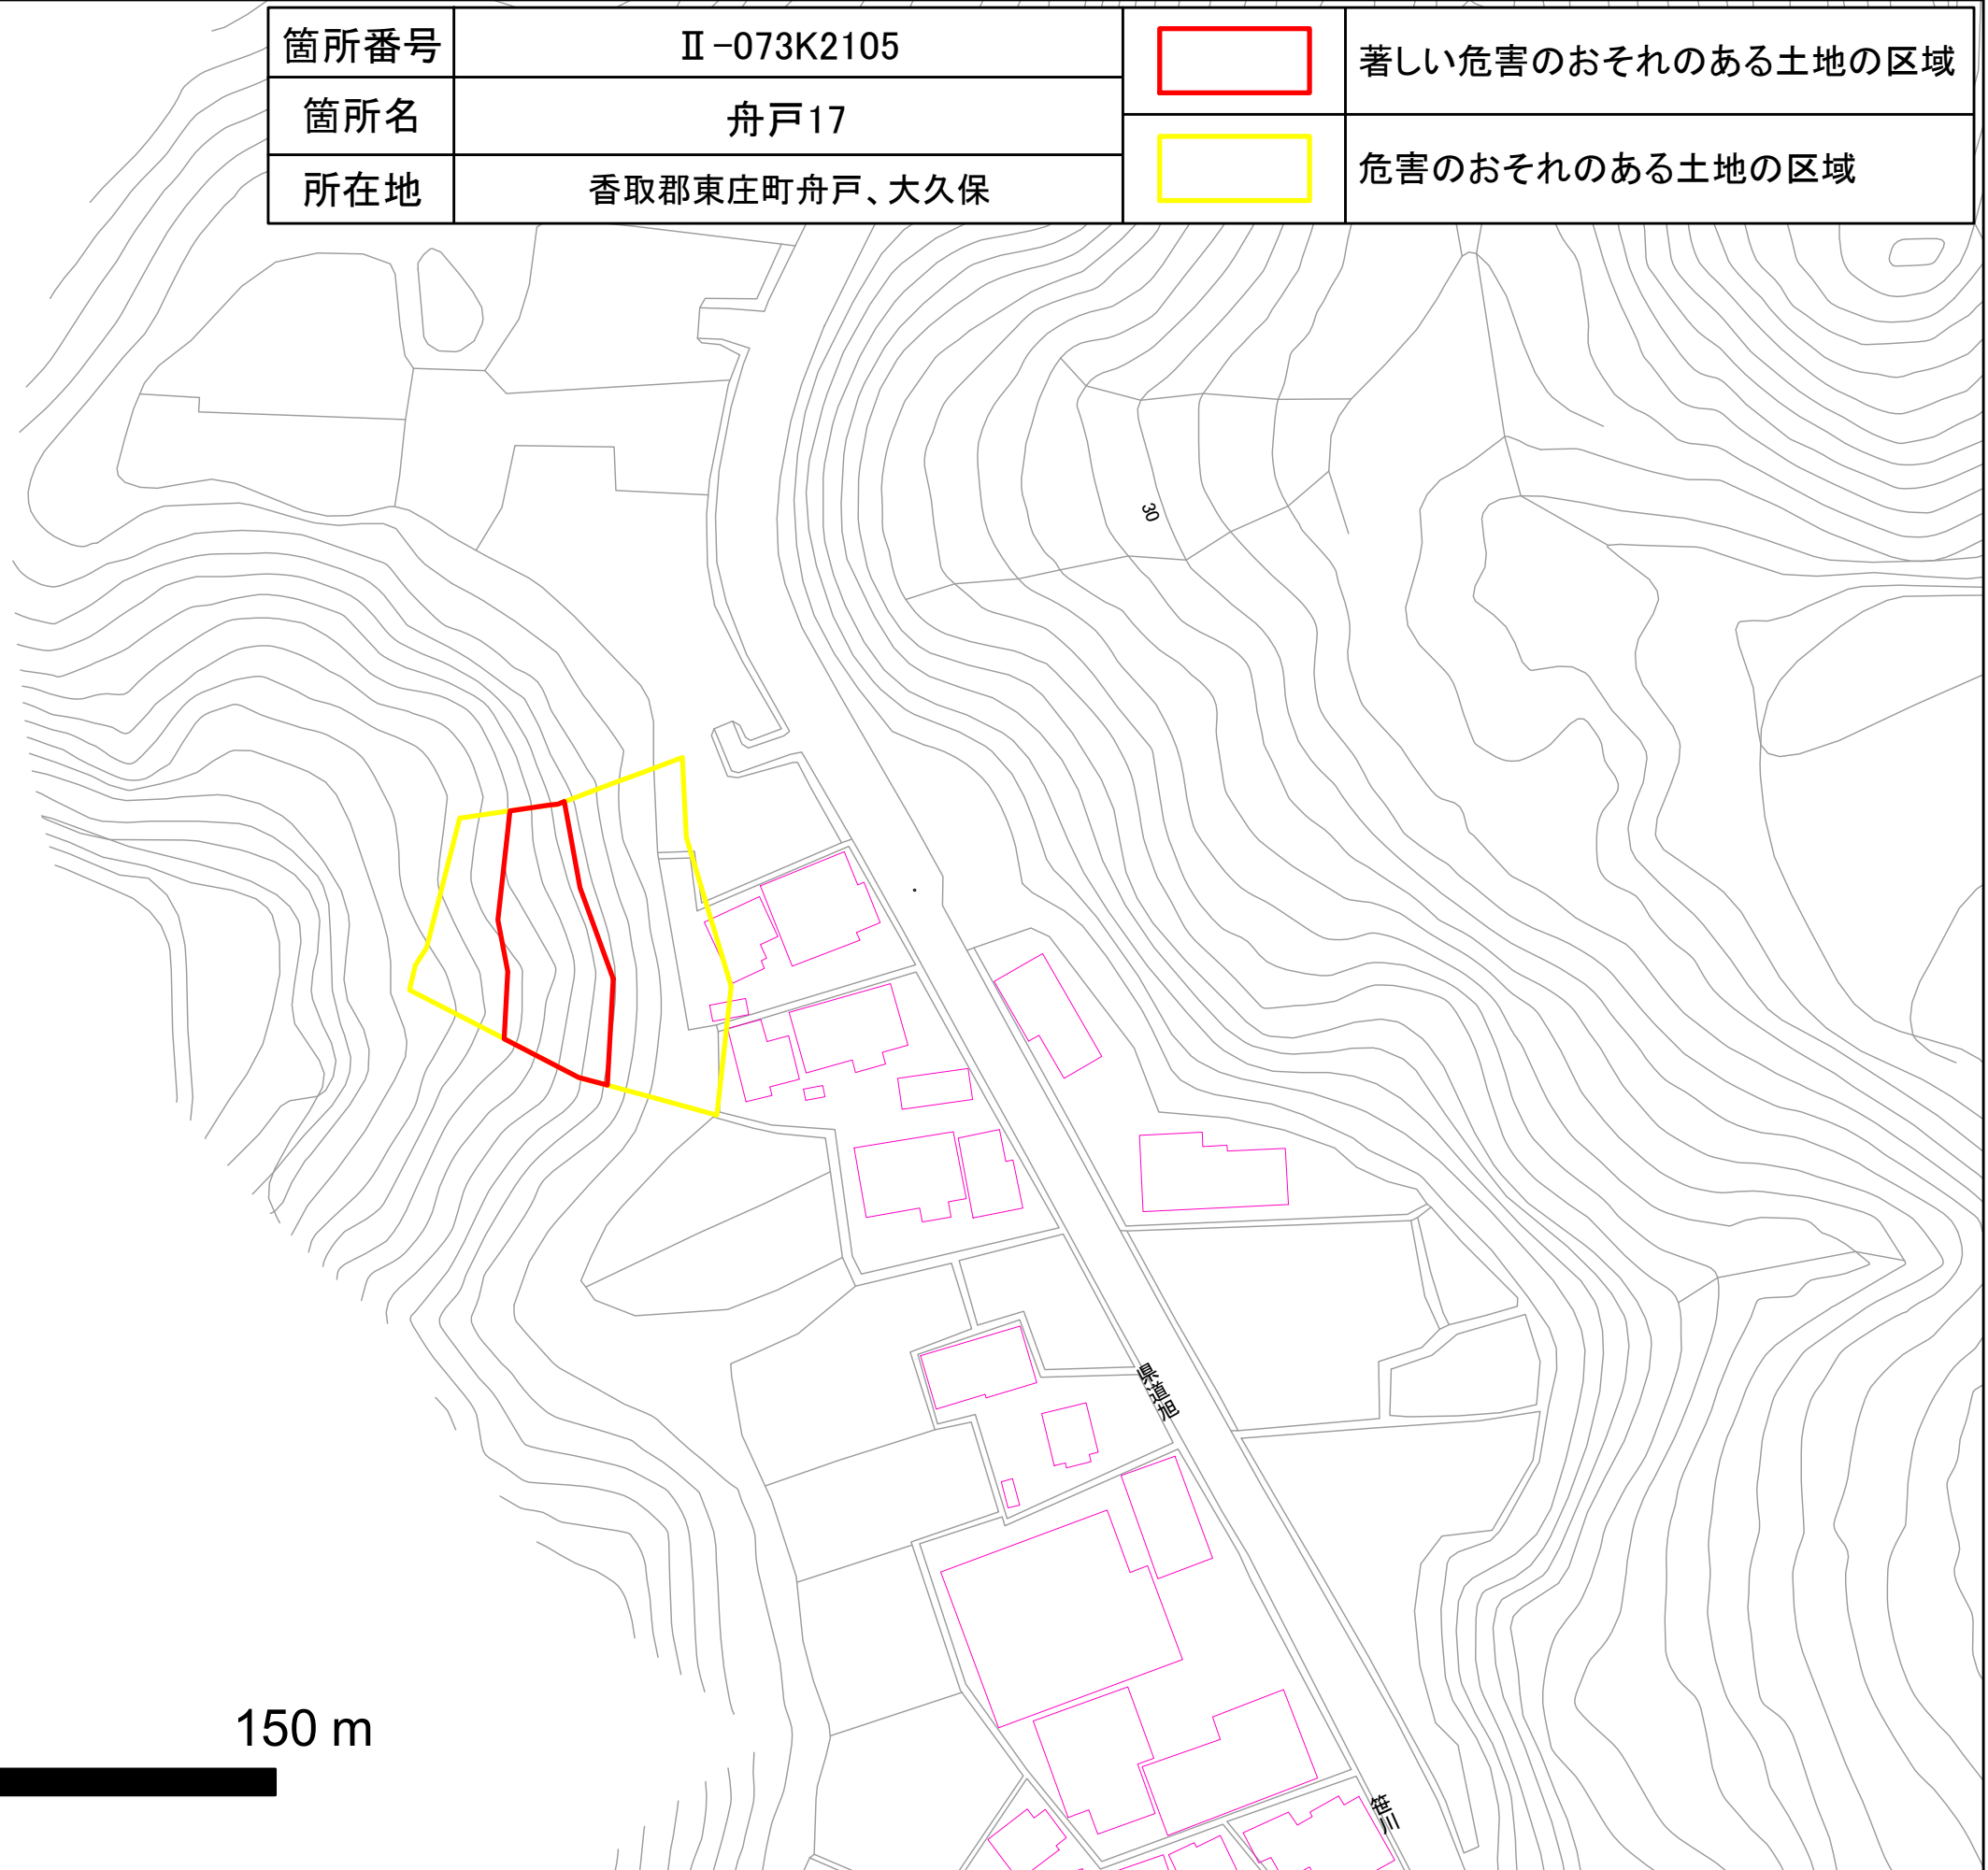 箇所番号 Ⅱ-073K2105
箇所名 舟戸17
所在地 香取郡東庄町舟戸、大久保
著しい危害のおそれのある土地の区域
危害のおそれのある土地の区域
30
県道旭
笹川
150 m